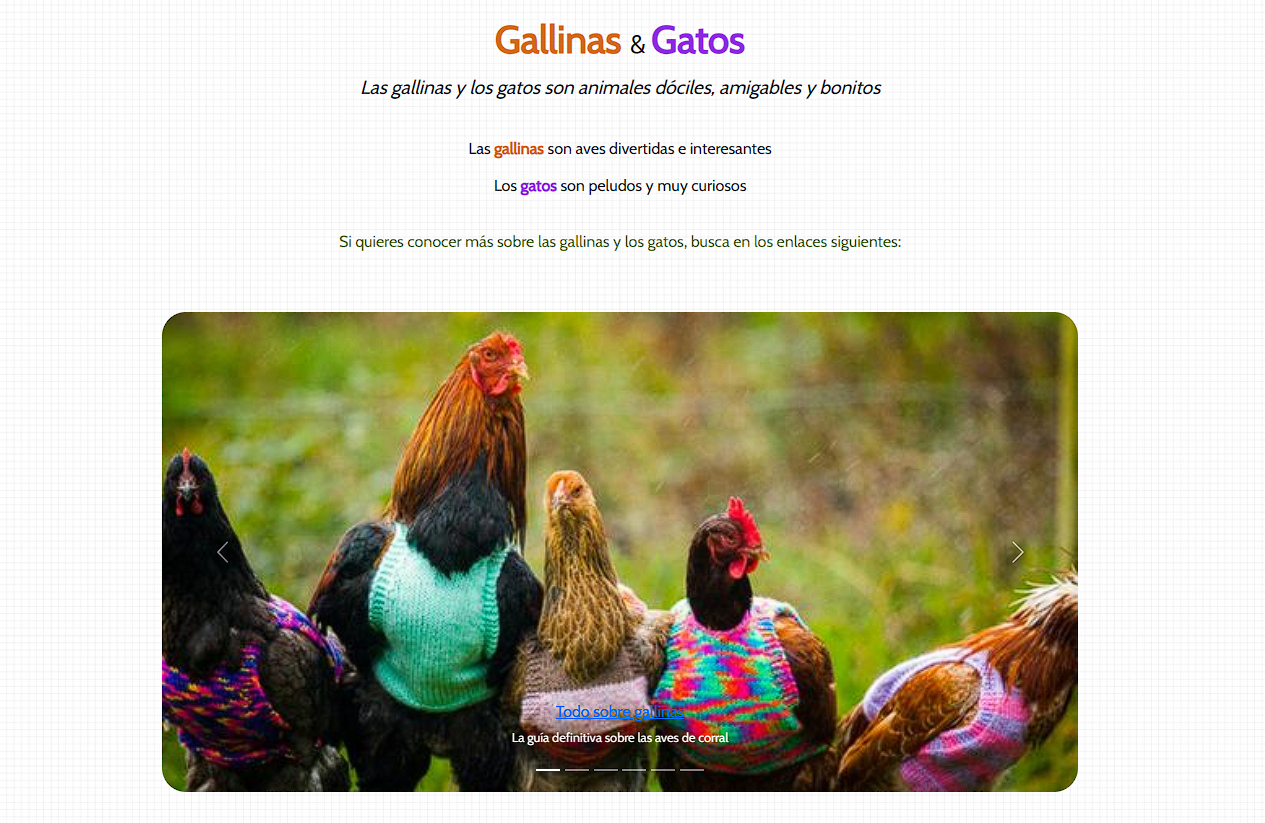 Gallinas & Gatos
Las gallinas y los gatos son animales dóciles, amigables y bonitos
Las gallinas son aves divertidas e interesantes
Los gatos son peludos y muy curiosos
Si quieres conocer más sobre las gallinas y los gatos, busca en los enlaces siguientes:
Todo sobre gallinas
La guía definitiva sobre las aves de corral